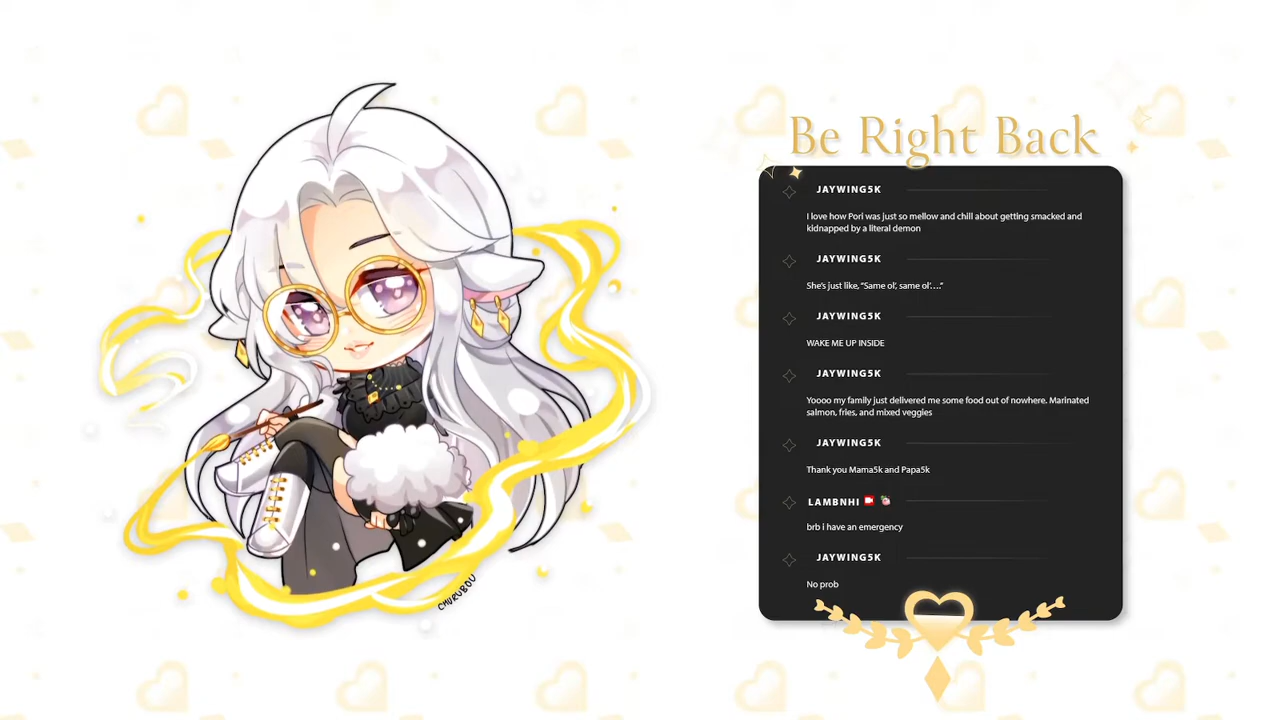 Be Right Back
JAYWING5K
I love how Pori was just so mellow and chill about getting smacked and
kidnapped by a literal demon
JAYWING5K
She's just like, "Same ol', same ol'…."
JAYWING5K
WAKE ME UP INSIDE
JAYWING5K
Yoooo my family just delivered me some food out of nowhere. Marinated
salmon, fries, and mixed veggies
JAYWING5K
Thank you Mama5k and Papa5k
LAMBNHI
brb i have an emergency
JAYWING5K
No prob
CHURUBOU